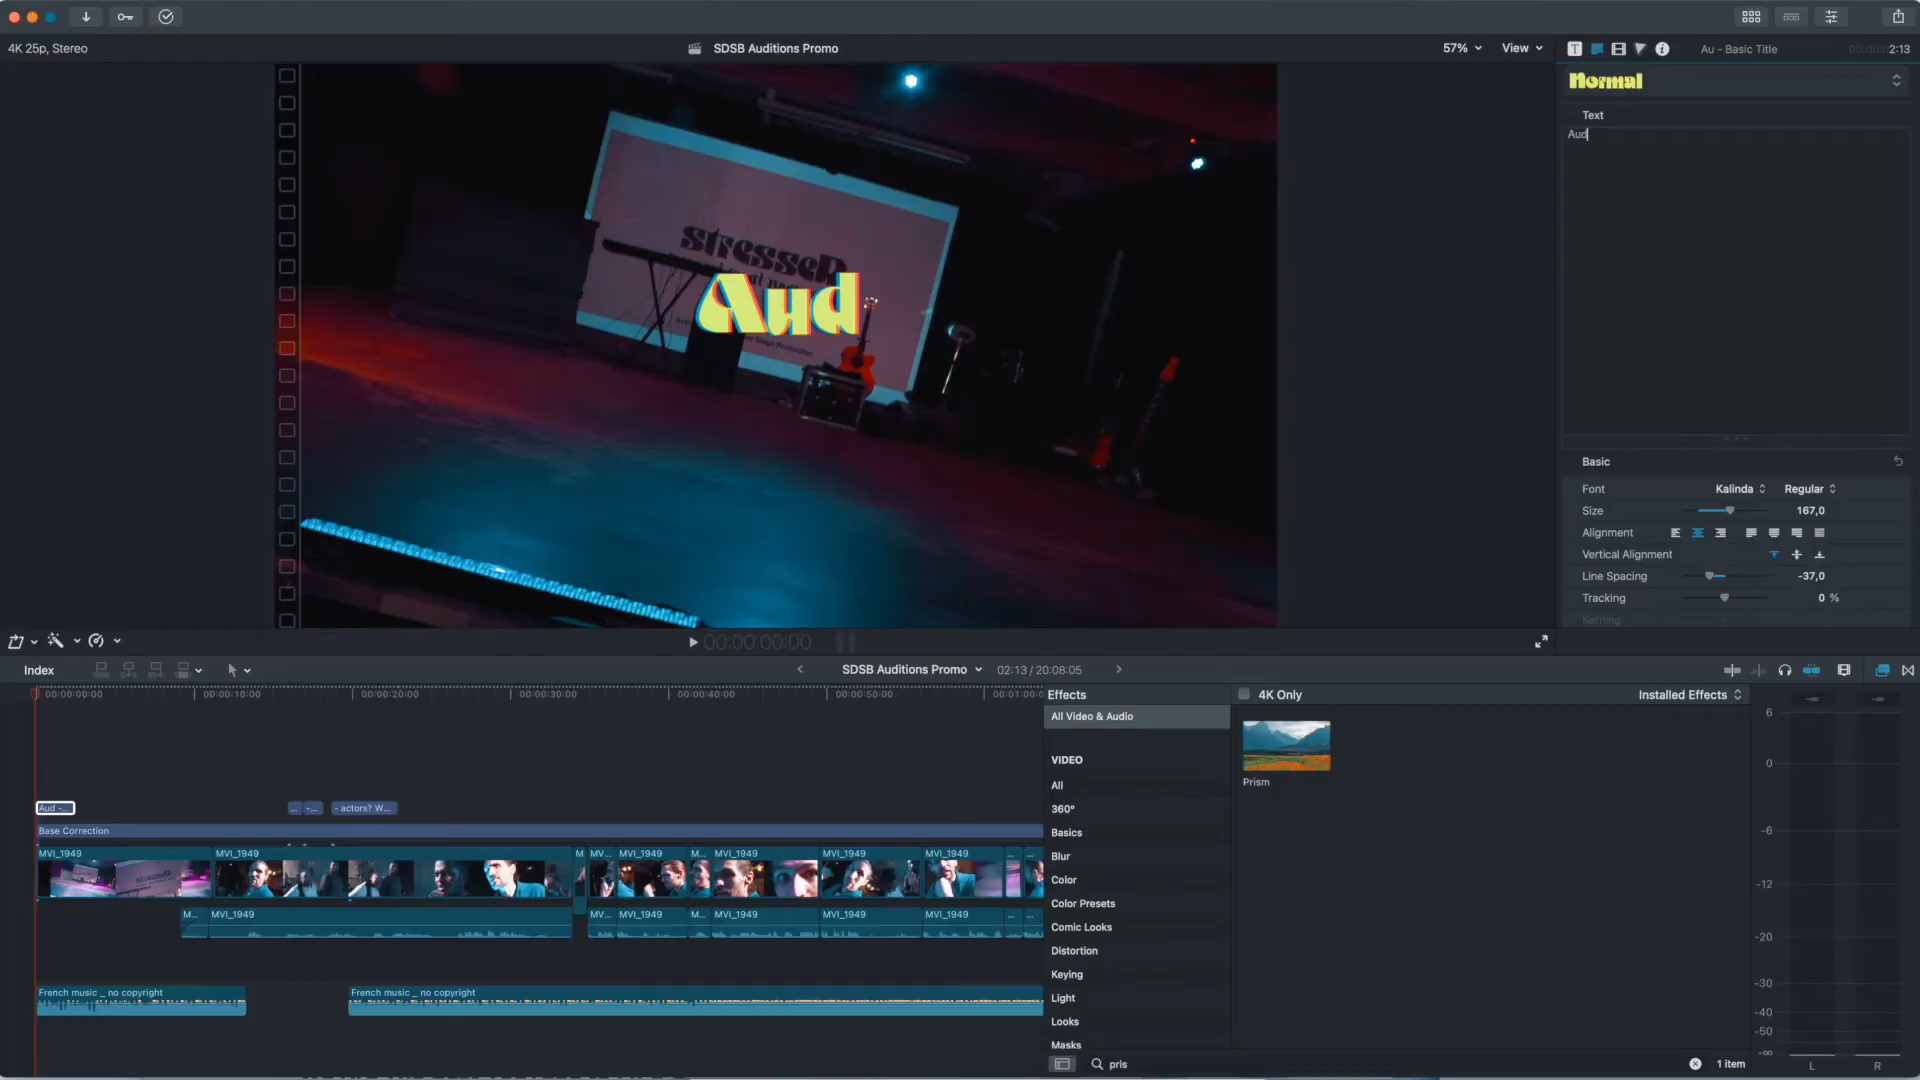 4K 25p, Stereo
SDSB Auditions Promo
57%
View
Au - Basic Title
2:13
Normal
Text
Aud
stresseD
Aud
Basic
Font
Kalinda
Regular
Size
167,0
Alignment
Vertical Alignment
Line Spacing
-37,0
Tracking
0 %
Kerning
00:00:00:00
Index
SDSB Auditions Promo
02:13 / 20:08:05
00:00:00:00
00:00:10:00
00:00:20:00
00:00:30:00
00:00:40:00
00:00:50:00
00:01:00:0
Effects
4K Only
Installed Effects
All Video & Audio
VIDEO
All
360°
Basics
Blur
Color
Color Presets
Comic Looks
Distortion
Keying
Light
Looks
Masks
Prism
pris
1 item
Aud -...
... -...
- actors? W...
Base Correction
MVI_1949
MVI_1949
M
MV...
MVI_1949
M...
MVI_1949
MVI_1949
MVI_1949
...
...
M...
MVI_1949
MV...
MVI_1949
M...
MVI_1949
MVI_1949
MVI_1949
...
...
French music _ no copyright
French music _ no copyright
-∞
-∞
6
0
-6
-12
-20
-30
-40
-50
-∞
L
R